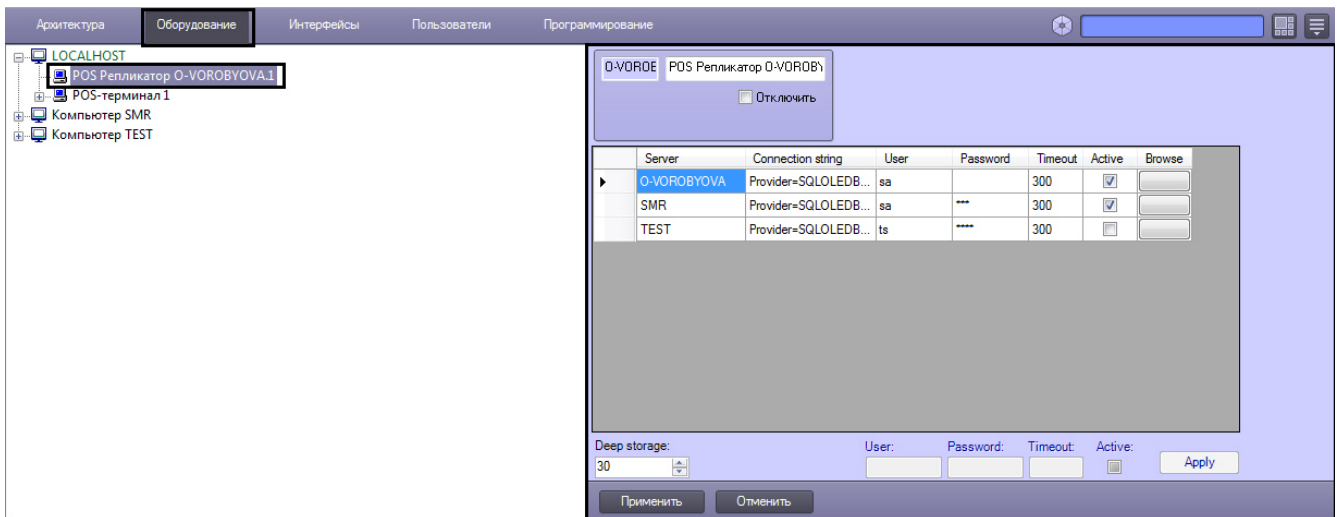 Архитектура Оборудование Интерфейсы Пользователи Программирование
LOCALHOST
POS Репликатор O-VOROBYOVA.1
POS-терминал 1
Компьютер SMR
Компьютер TEST
O-VOROB POS Репликатор O-VOROBY
Отключить
Server Connection string User Password Timeout Active Browse
O-VOROBYOVA Provider=SQLOLEDB... sa 300
SMR Provider=SQLOLEDB... sa *** 300
TEST Provider=SQLOLEDB... ts **** 300
Deep storage: User: Password: Timeout: Active:
30 Apply
Применить Отменить